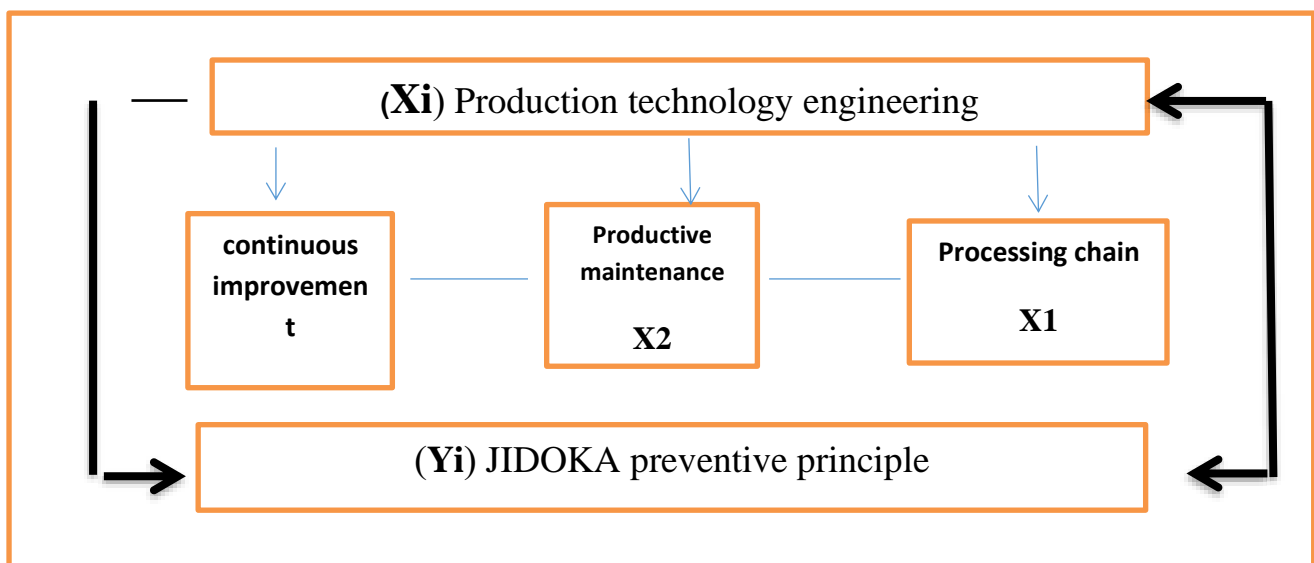 (Xi) Production technology engineering
continuous
improvemen
t
Productive
maintenance
X2
Processing chain
X1
(Yi) JIDOKA preventive principle